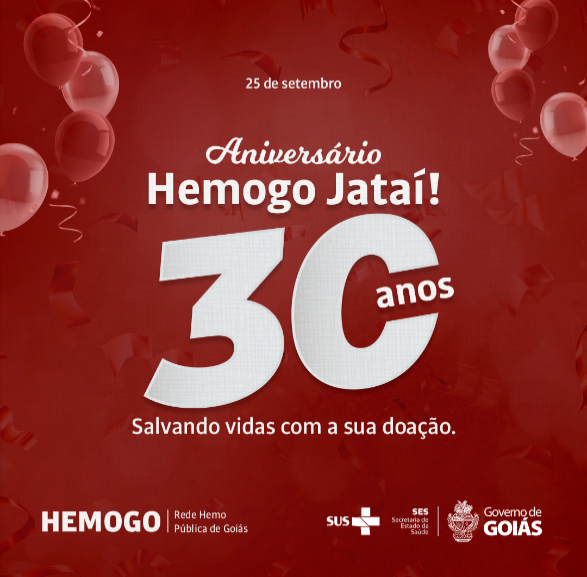 25 de setembro
Aniversário
Hemogo Jataí!
30
anos
Salvando vidas com a sua doação.
HEMOGO
Rede Hemo
Pública de Goiás
SUS
SES
Secretaria de
Estado da
Saúde
Governo de
GOIÁS